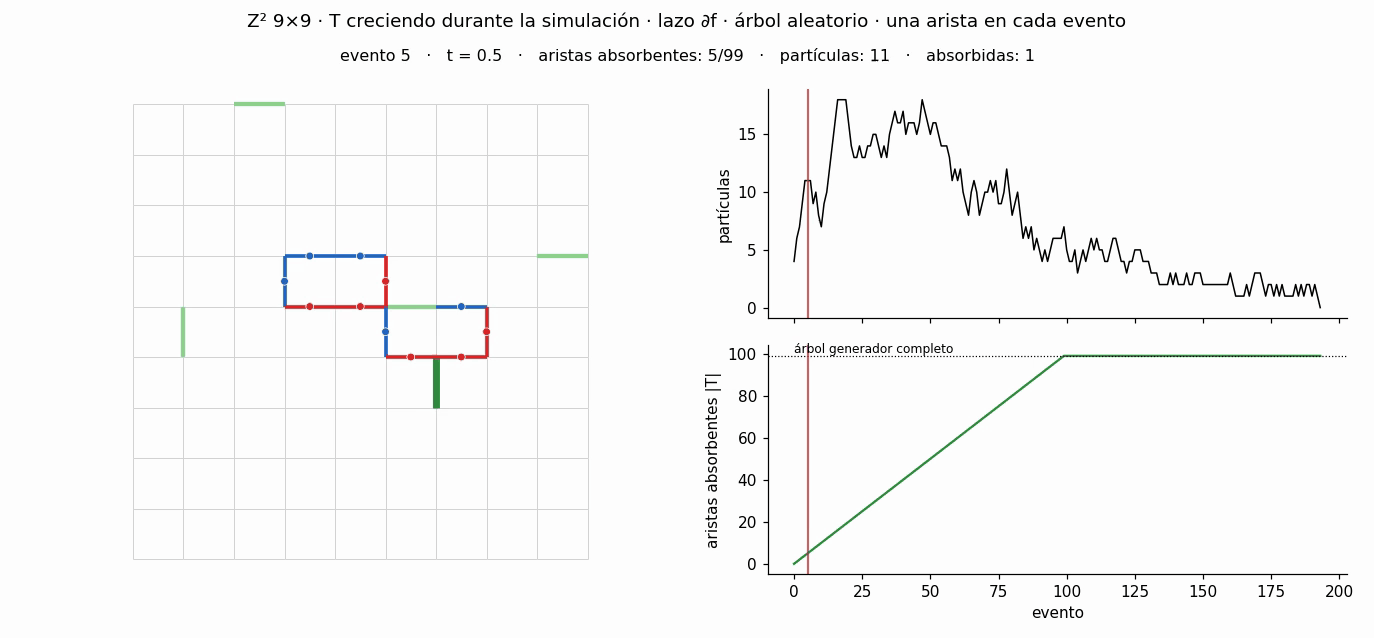 Z² 9×9 · T creciendo durante la simulación · lazo ∂f · árbol aleatorio · una arista en cada evento
evento 5 · t = 0.5 · aristas absorbentes: 5/99 · partículas: 11 · absorbidas: 1
partículas
15
10
5
0
aristas absorbentes |T|
árbol generador completo
100
80
60
40
20
0
0 25 50 75 100 125 150 175 200
evento